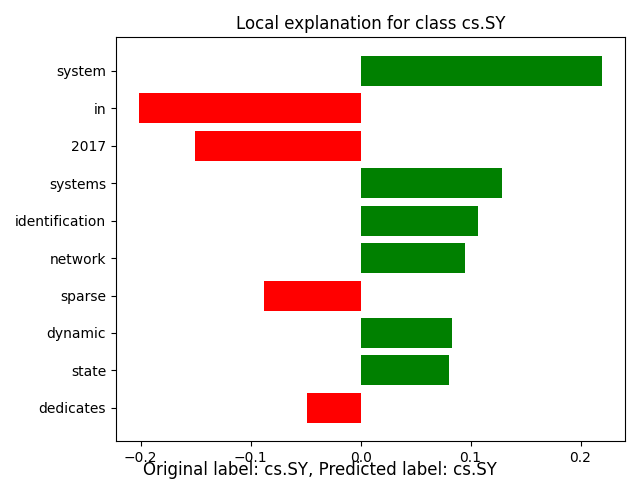 Local explanation for class cs.SY
system
in
2017
systems
identification
network
sparse
dynamic
state
dedicates
−0.2 −0.1 0.0 0.1 0.2
Original label: cs.SY, Predicted label: cs.SY